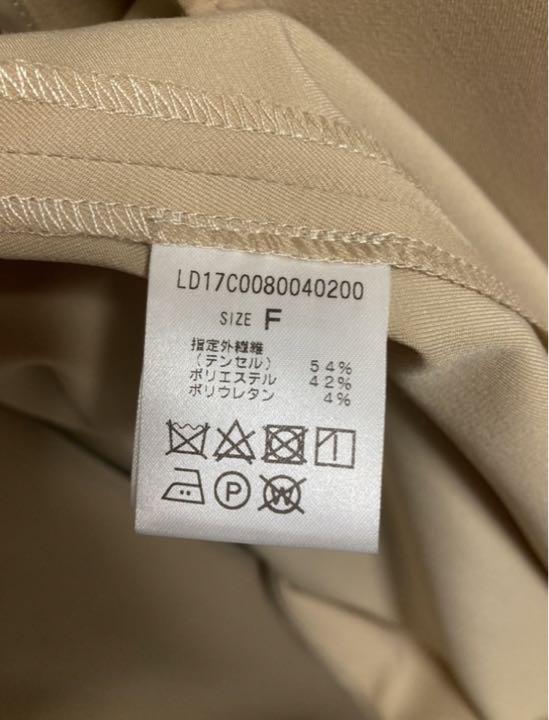 LD17C0080040200
SIZE F
指定外繊維
(テンセル) 54%
ポリエステル 42%
ポリウレタン 4%
P
W